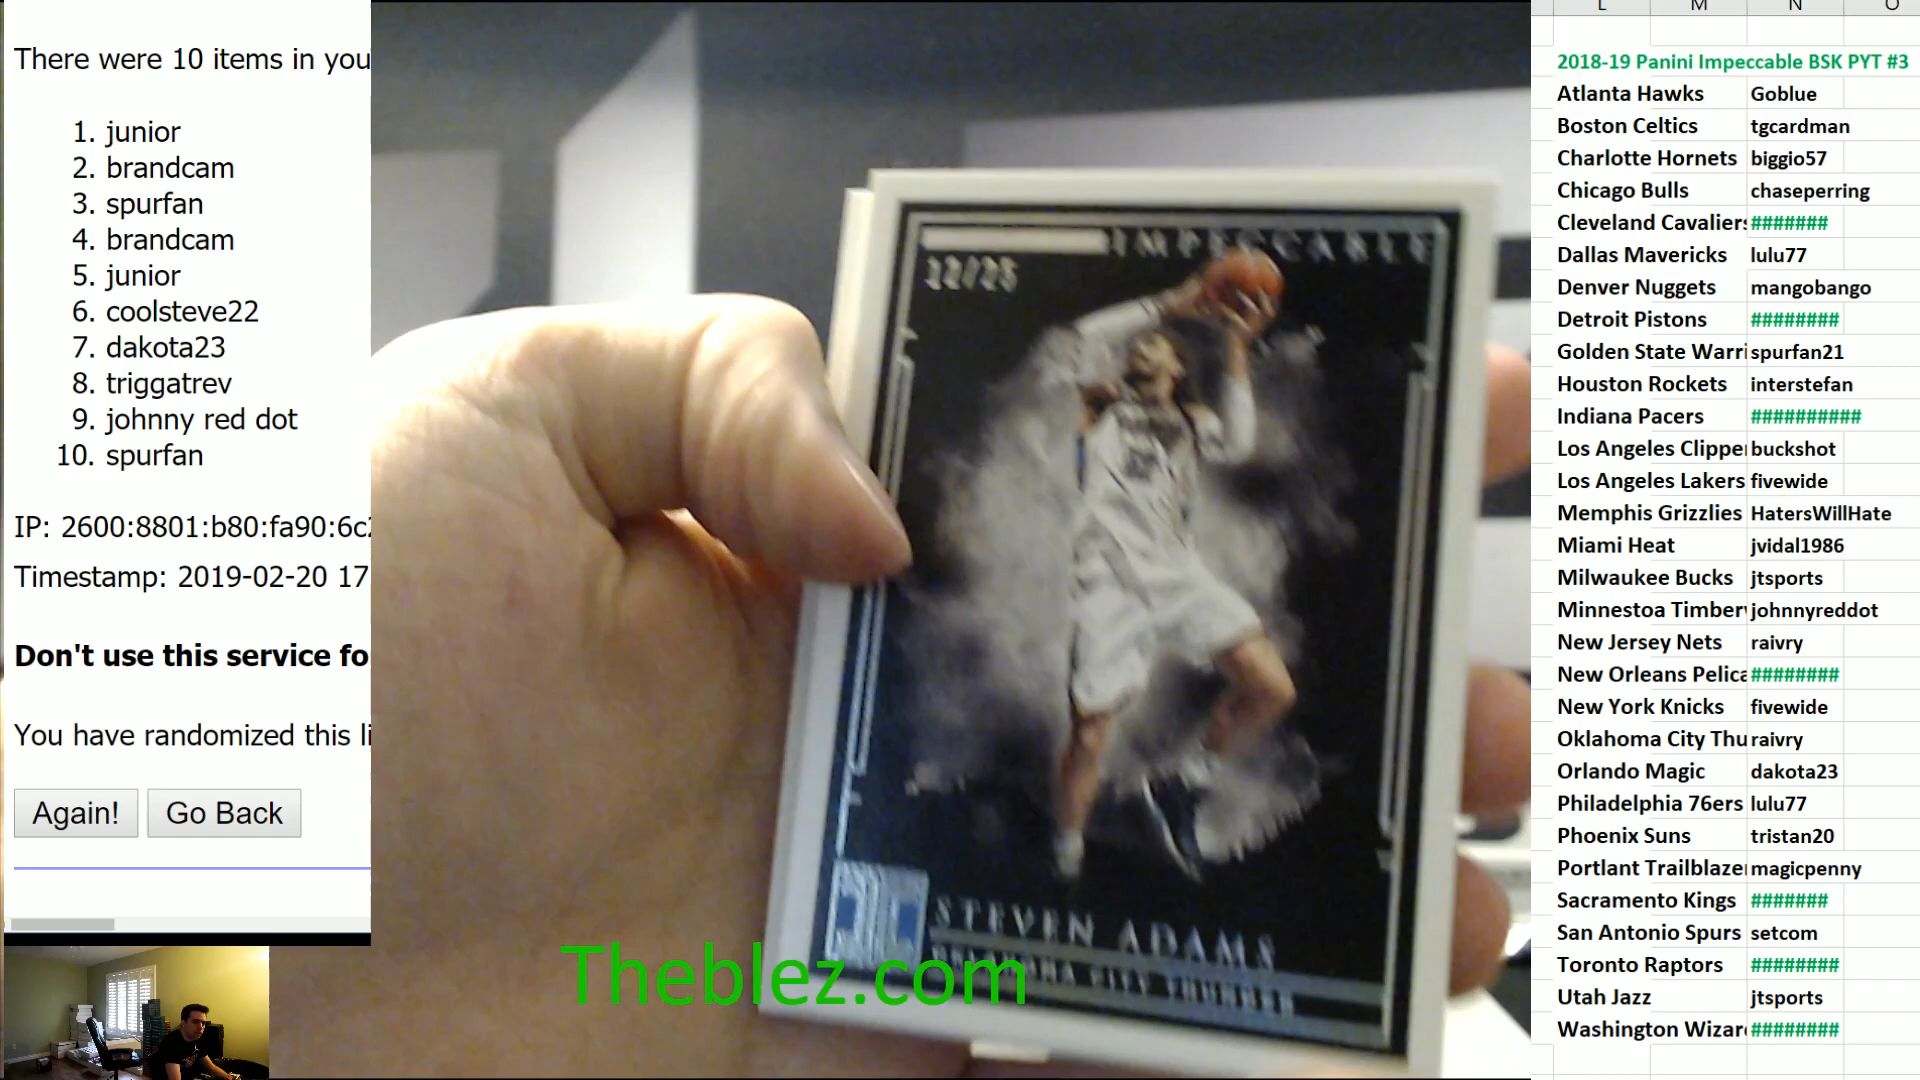 There were 10 items in you
1. junior
2. brandcam
3. spurfan
4. brandcam
5. junior
6. coolsteve22
7. dakota23
8. triggatrev
9. johnny red dot
10. spurfan
IP: 2600:8801:b80:fa90:6c
Timestamp: 2019-02-20 17
Don't use this service fo
You have randomized this li
Again! Go Back
IMPECCABLE
12/25
STEVEN ADAMS
OKLAHOMA CITY THUNDER
Theblez.com
L M N O
2018-19 Panini Impeccable BSK PYT #3
Atlanta Hawks Goblue
Boston Celtics tgcardman
Charlotte Hornets biggio57
Chicago Bulls chaseperring
Cleveland Cavaliers #######
Dallas Mavericks lulu77
Denver Nuggets mangobango
Detroit Pistons ########
Golden State Warri spurfan21
Houston Rockets interstefan
Indiana Pacers ##########
Los Angeles Clipper buckshot
Los Angeles Lakers fivewide
Memphis Grizzlies HatersWillHate
Miami Heat jvidal1986
Milwaukee Bucks jtsports
Minnestoa Timberv johnnyreddot
New Jersey Nets raivry
New Orleans Pelica ########
New York Knicks fivewide
Oklahoma City Thu raivry
Orlando Magic dakota23
Philadelphia 76ers lulu77
Phoenix Suns tristan20
Portlant Trailblazer magicpenny
Sacramento Kings #######
San Antonio Spurs setcom
Toronto Raptors ########
Utah Jazz jtsports
Washington Wizar ########